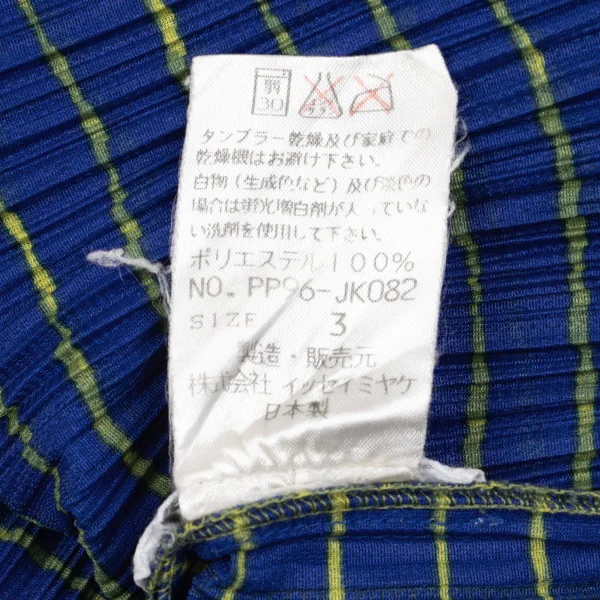 弱
30
タンブラー乾燥及び家庭での
乾燥機はお避け下さい。
白物（生成色など）及び淡色の
場合は蛍光増白剤が入っていな
い洗剤を使用して下さい。
ポリエステル100%
NO. PP96-JK082
SIZE 3
製造・販売元
株式会社 イッセイミヤケ
日本製